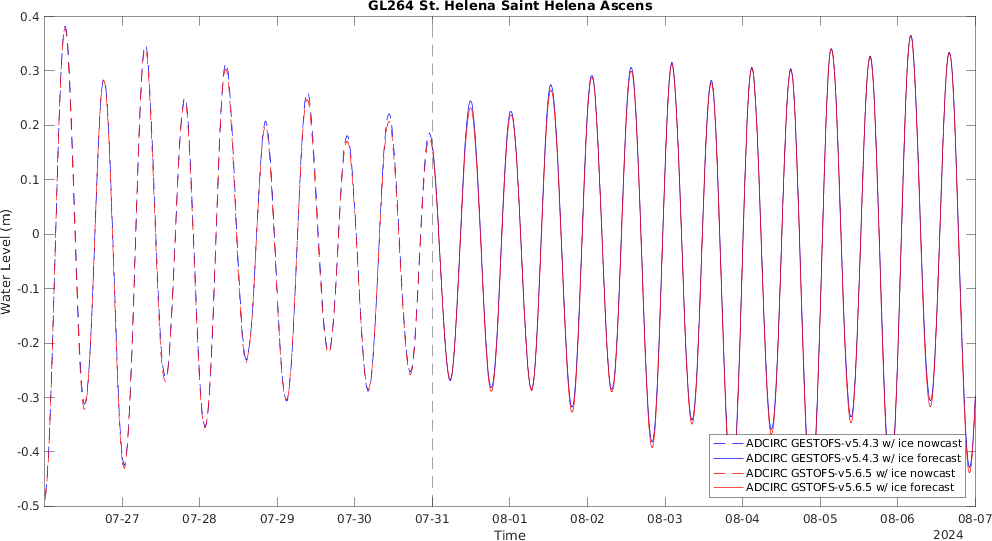 GL264 St. Helena Saint Helena Ascens
0.4
0.3
0.2
0.1
0
-0.1
-0.2
-0.3
-0.4
-0.5
Water Level (m)
ADCIRC GESTOFS-v5.4.3 w/ ice nowcast
ADCIRC GESTOFS-v5.4.3 w/ ice forecast
ADCIRC GSTOFS-v5.6.5 w/ ice nowcast
ADCIRC GSTOFS-v5.6.5 w/ ice forecast
07-27 07-28 07-29 07-30 07-31 08-01 08-02 08-03 08-04 08-05 08-06 08-07
Time
2024